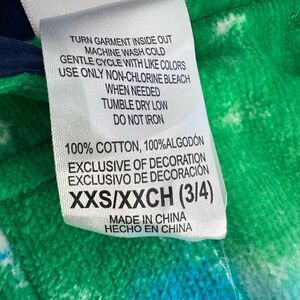 TURN GARMENT INSIDE OUT
MACHINE WASH COLD
GENTLE CYCLE WITH LIKE COLORS
USE ONLY NON-CHLORINE BLEACH
WHEN NEEDED
TUMBLE DRY LOW
DO NOT IRON
100% COTTON, 100%ALGODÓN
EXCLUSIVE OF DECORATION
EXCLUSIVO DE DECORACIÓN
XXS/XXCH (3/4)
MADE IN CHINA
HECHO EN CHINA